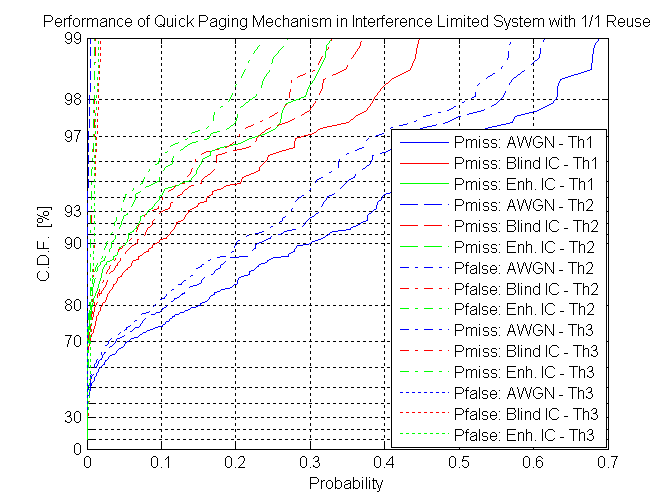 Performance of Quick Paging Mechanism in Interference Limited System with 1/1 Reuse
99
98
97
93
90
80
70
30
0
C.D.F. [%]
0 0.1 0.2 0.3 0.4 0.5 0.6 0.7
Probability
Pmiss: AWGN - Th1
Pmiss: Blind IC - Th1
Pmiss: Enh. IC - Th1
Pmiss: AWGN - Th2
Pmiss: Blind IC - Th2
Pmiss: Enh. IC - Th2
Pfalse: AWGN - Th2
Pfalse: Blind IC - Th2
Pfalse: Enh. IC - Th2
Pmiss: AWGN - Th3
Pmiss: Blind IC - Th3
Pmiss: Enh. IC - Th3
Pfalse: AWGN - Th3
Pfalse: Blind IC - Th3
Pfalse: Enh. IC - Th3